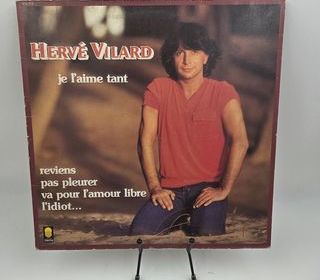 HERVÉ VILARD
je l'aime tant
reviens
pas pleurer
va pour l'amour libre
l'idiot...